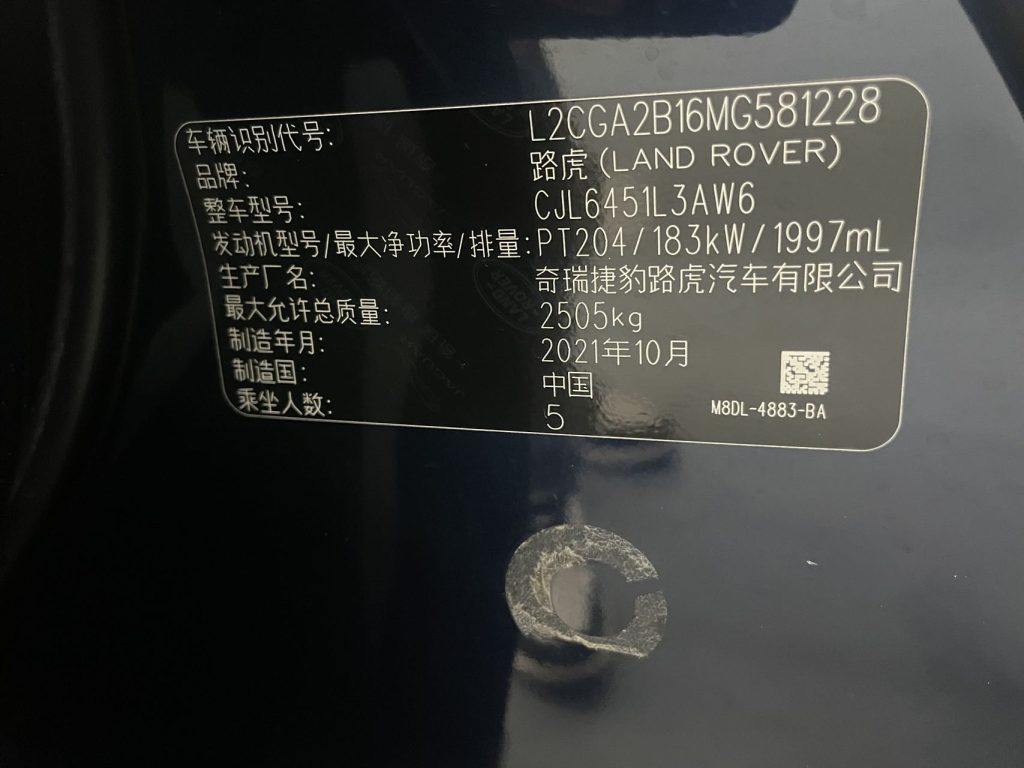 车辆识别代号: L2CGA2B16MG581228
品牌: 路虎 (LAND ROVER)
整车型号: CJL6451L3AW6
发动机型号/最大净功率/排量: PT204/183kW/1997mL
生产厂名: 奇瑞捷豹路虎汽车有限公司
最大允许总质量: 2505kg
制造年月: 2021年10月
制造国: 中国
乘坐人数: 5
M8DL-4883-BA